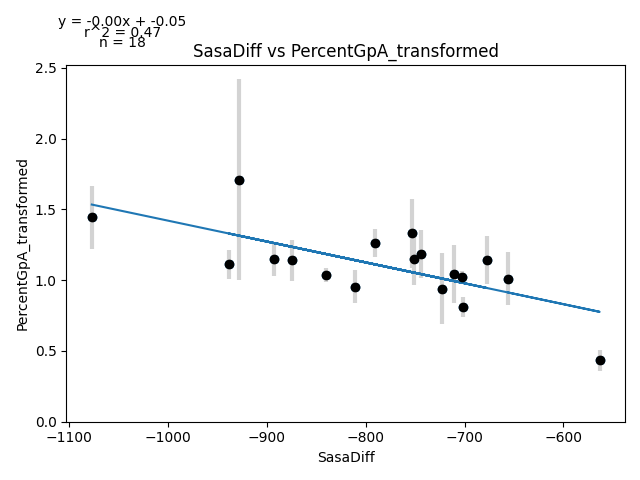 y = -0.00x + -0.05
r^2 = 0.47
n = 18
SasaDiff vs PercentGpA_transformed
2.5
2.0
1.5
1.0
0.5
0.0
PercentGpA_transformed
−1100
−1000
−900
−800
−700
−600
SasaDiff